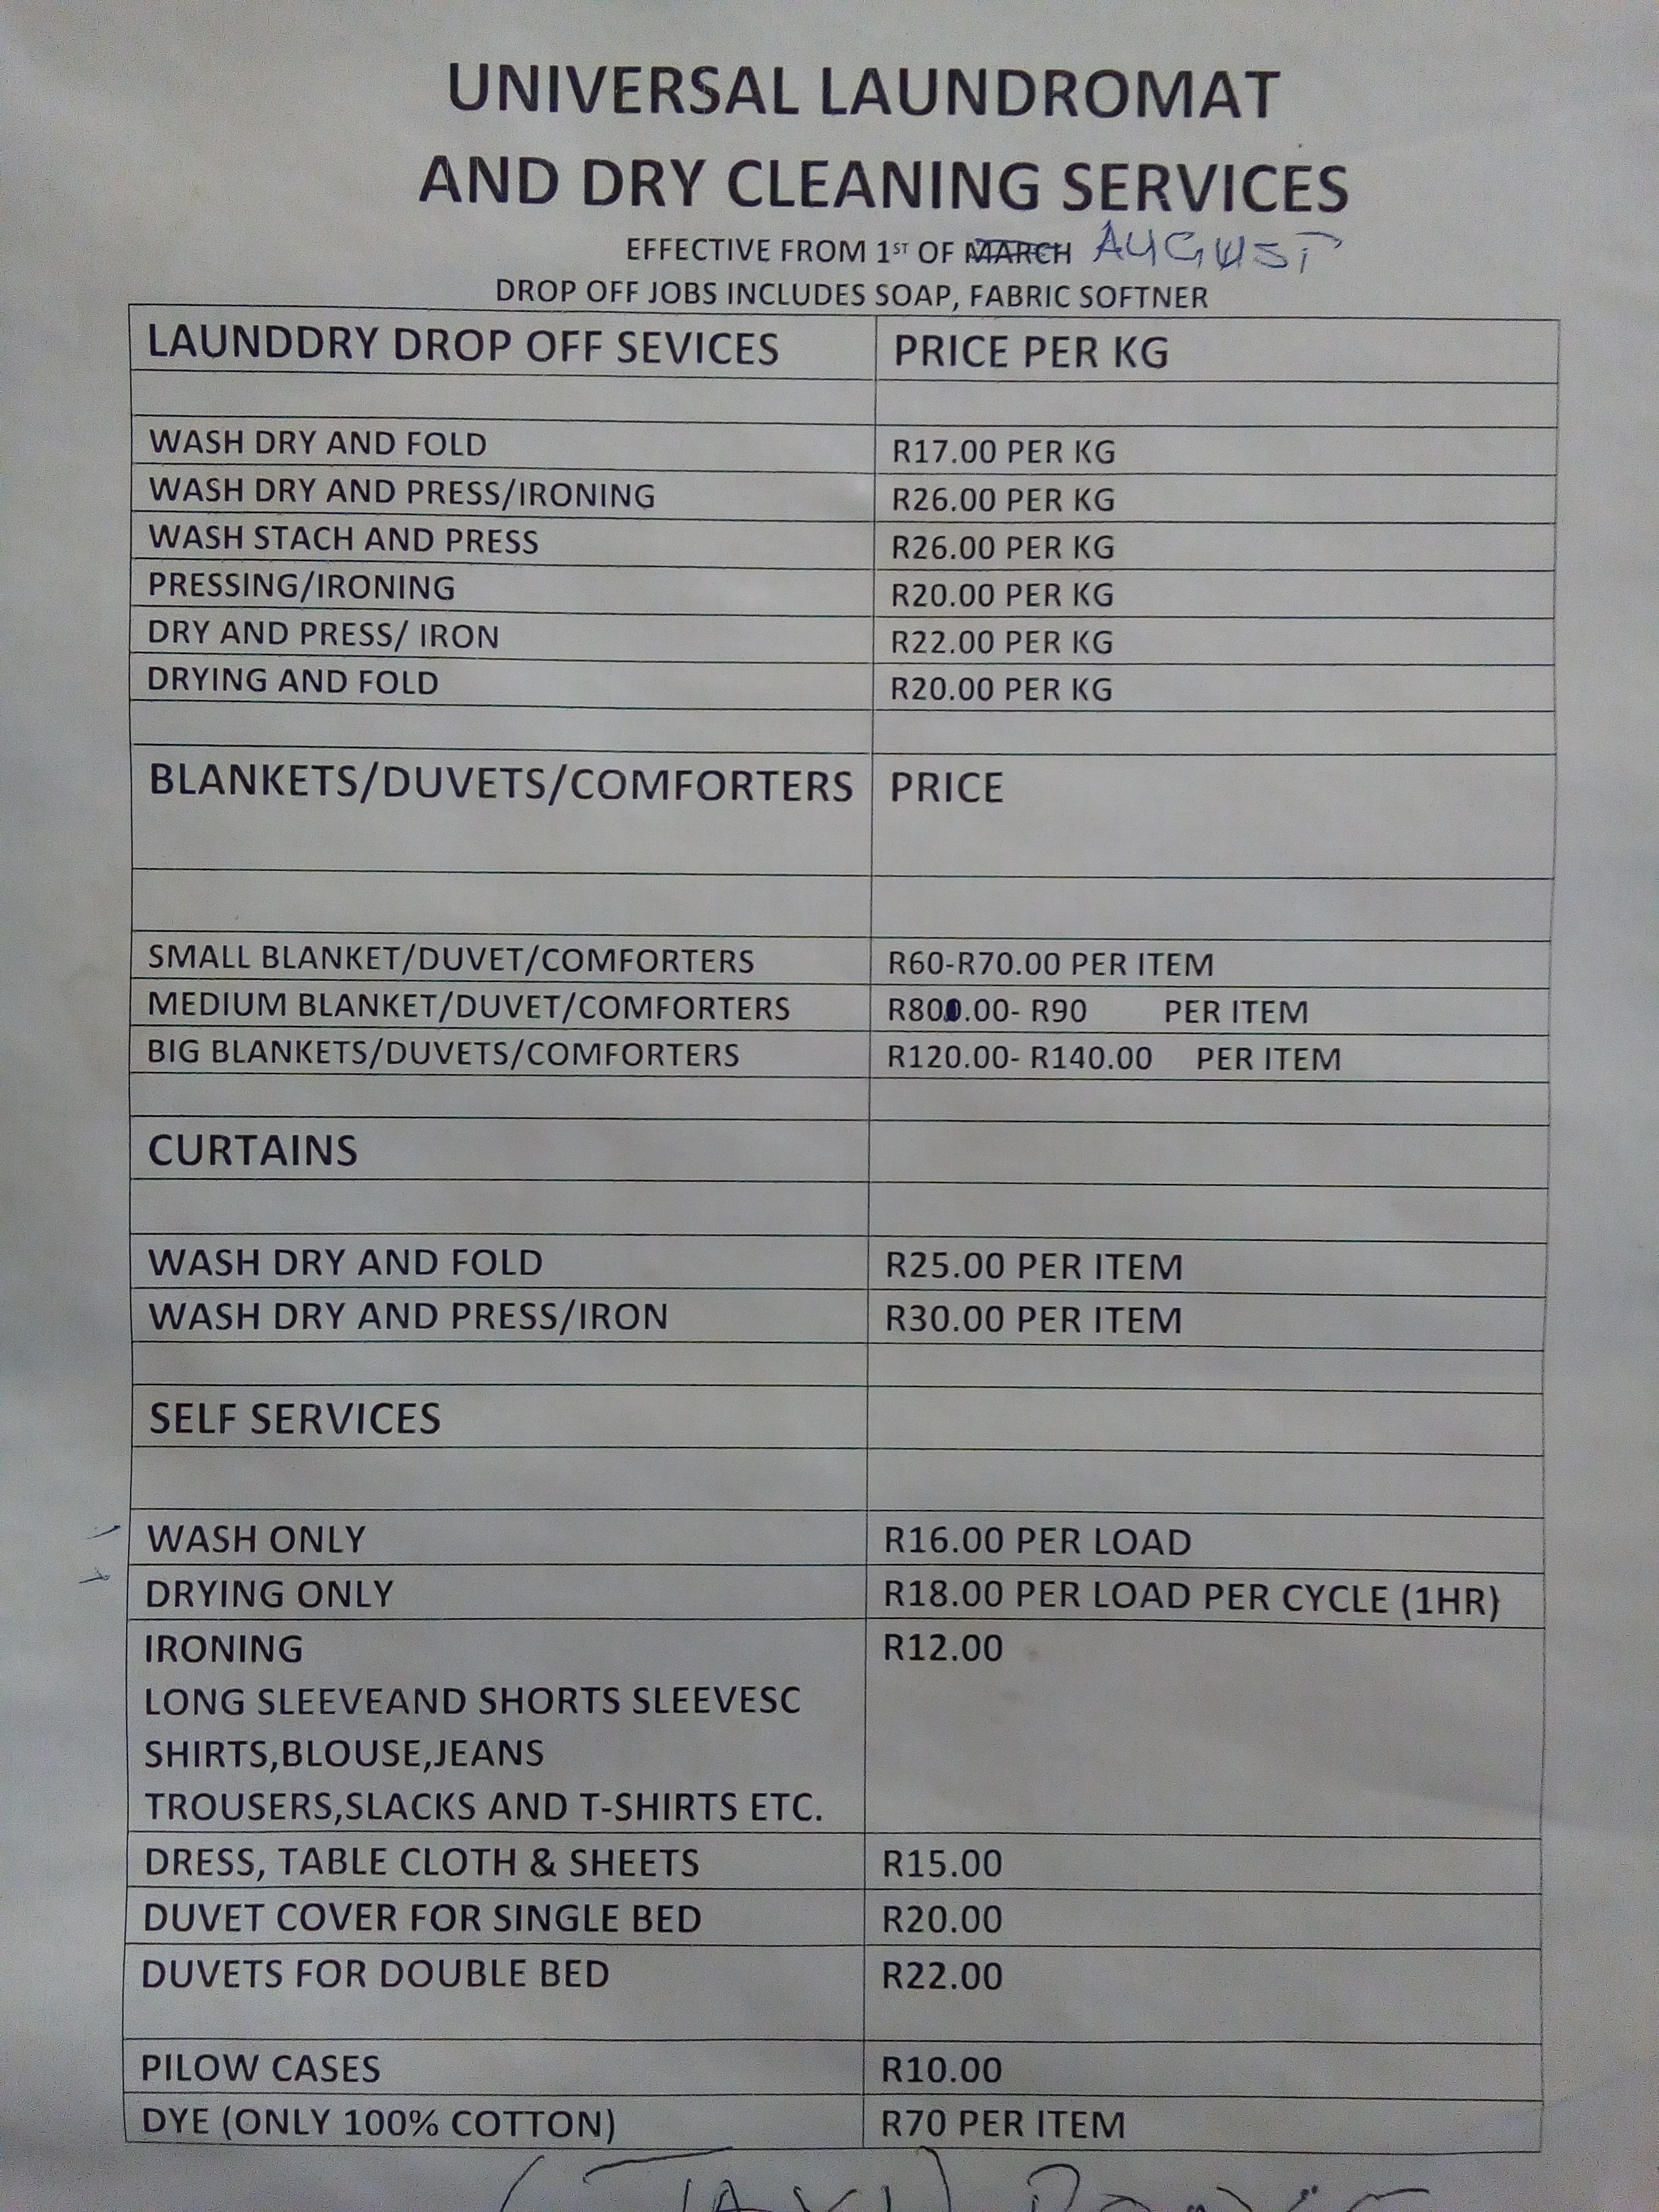 UNIVERSAL LAUNDROMAT
AND DRY CLEANING SERVICES
EFFECTIVE FROM 1ST OF MARCH AUGUST
DROP OFF JOBS INCLUDES SOAP, FABRIC SOFTNER
LAUNDDRY DROP OFF SEVICES PRICE PER KG
WASH DRY AND FOLD R17.00 PER KG
WASH DRY AND PRESS/IRONING R26.00 PER KG
WASH STACH AND PRESS R26.00 PER KG
PRESSING/IRONING R20.00 PER KG
DRY AND PRESS/ IRON R22.00 PER KG
DRYING AND FOLD R20.00 PER KG
BLANKETS/DUVETS/COMFORTERS PRICE
SMALL BLANKET/DUVET/COMFORTERS R60-R70.00 PER ITEM
MEDIUM BLANKET/DUVET/COMFORTERS R800.00- R90 PER ITEM
BIG BLANKETS/DUVETS/COMFORTERS R120.00- R140.00 PER ITEM
CURTAINS
WASH DRY AND FOLD R25.00 PER ITEM
WASH DRY AND PRESS/IRON R30.00 PER ITEM
SELF SERVICES
WASH ONLY R16.00 PER LOAD
DRYING ONLY R18.00 PER LOAD PER CYCLE (1HR)
IRONING R12.00
LONG SLEEVEAND SHORTS SLEEVESC
SHIRTS,BLOUSE,JEANS
TROUSERS,SLACKS AND T-SHIRTS ETC.
DRESS, TABLE CLOTH & SHEETS R15.00
DUVET COVER FOR SINGLE BED R20.00
DUVETS FOR DOUBLE BED R22.00
PILOW CASES R10.00
DYE (ONLY 100% COTTON) R70 PER ITEM